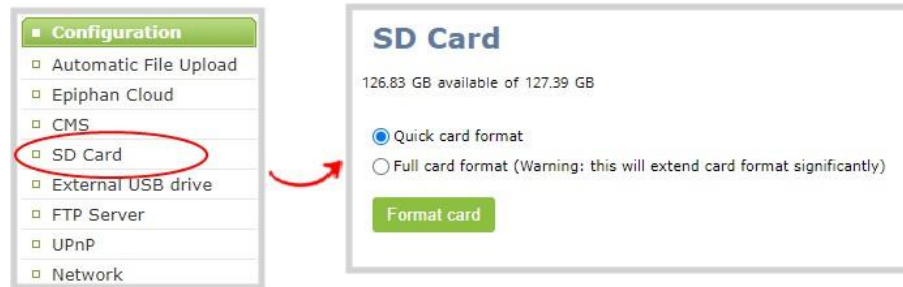 Configuration
Automatic File Upload
Epiphan Cloud
CMS
SD Card
External USB drive
FTP Server
UPnP
Network
SD Card
126.83 GB available of 127.39 GB
Quick card format
Full card format (Warning: this will extend card format significantly)
Format card